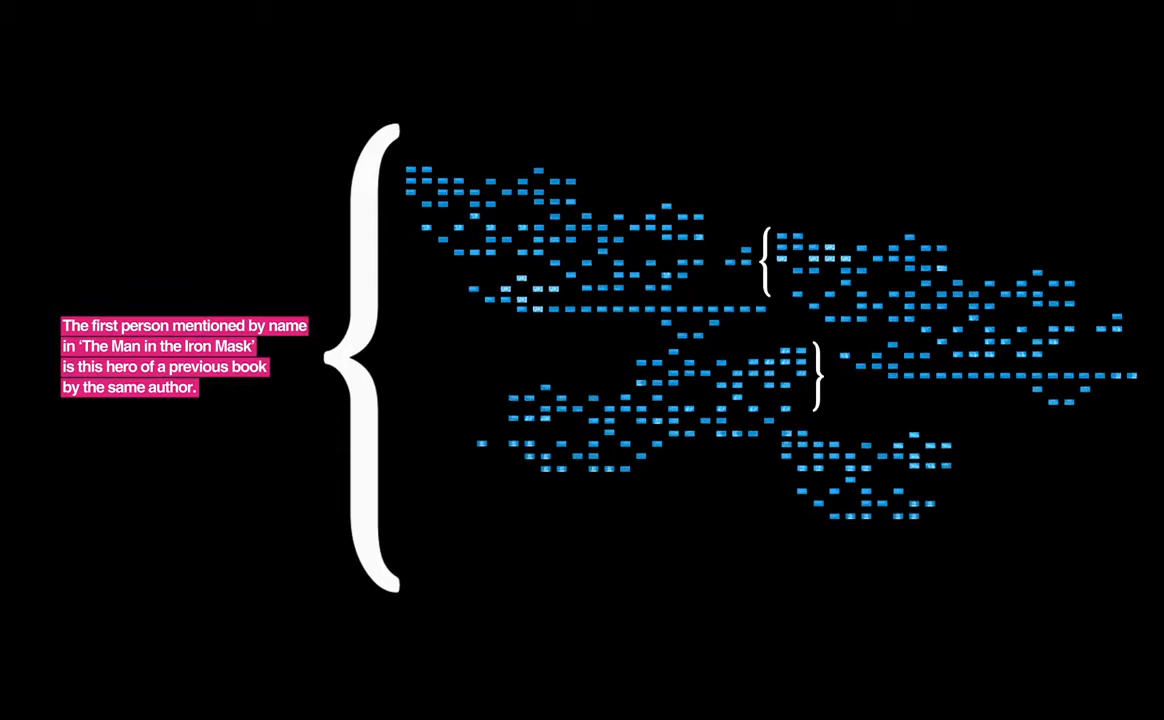 The first person mentioned by name
in ‘The Man in the Iron Mask’
is this hero of a previous book
by the same author.